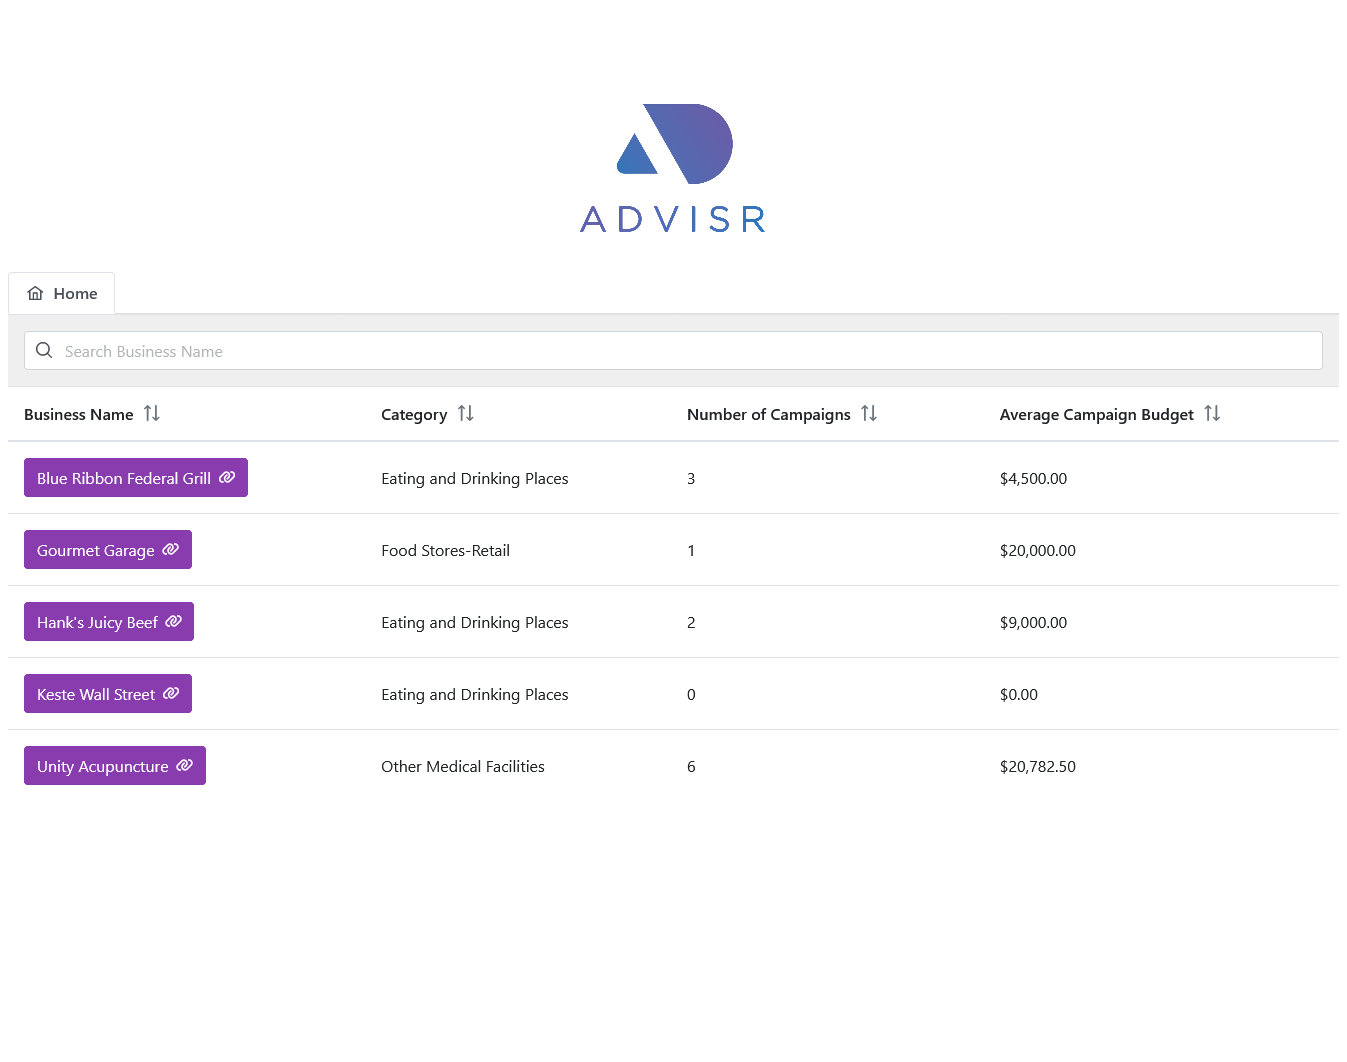 ADVISR
Home
Search Business Name
Business Name Category Number of Campaigns Average Campaign Budget
Blue Ribbon Federal Grill Eating and Drinking Places 3 $4,500.00
Gourmet Garage Food Stores-Retail 1 $20,000.00
Hank's Juicy Beef Eating and Drinking Places 2 $9,000.00
Keste Wall Street Eating and Drinking Places 0 $0.00
Unity Acupuncture Other Medical Facilities 6 $20,782.50